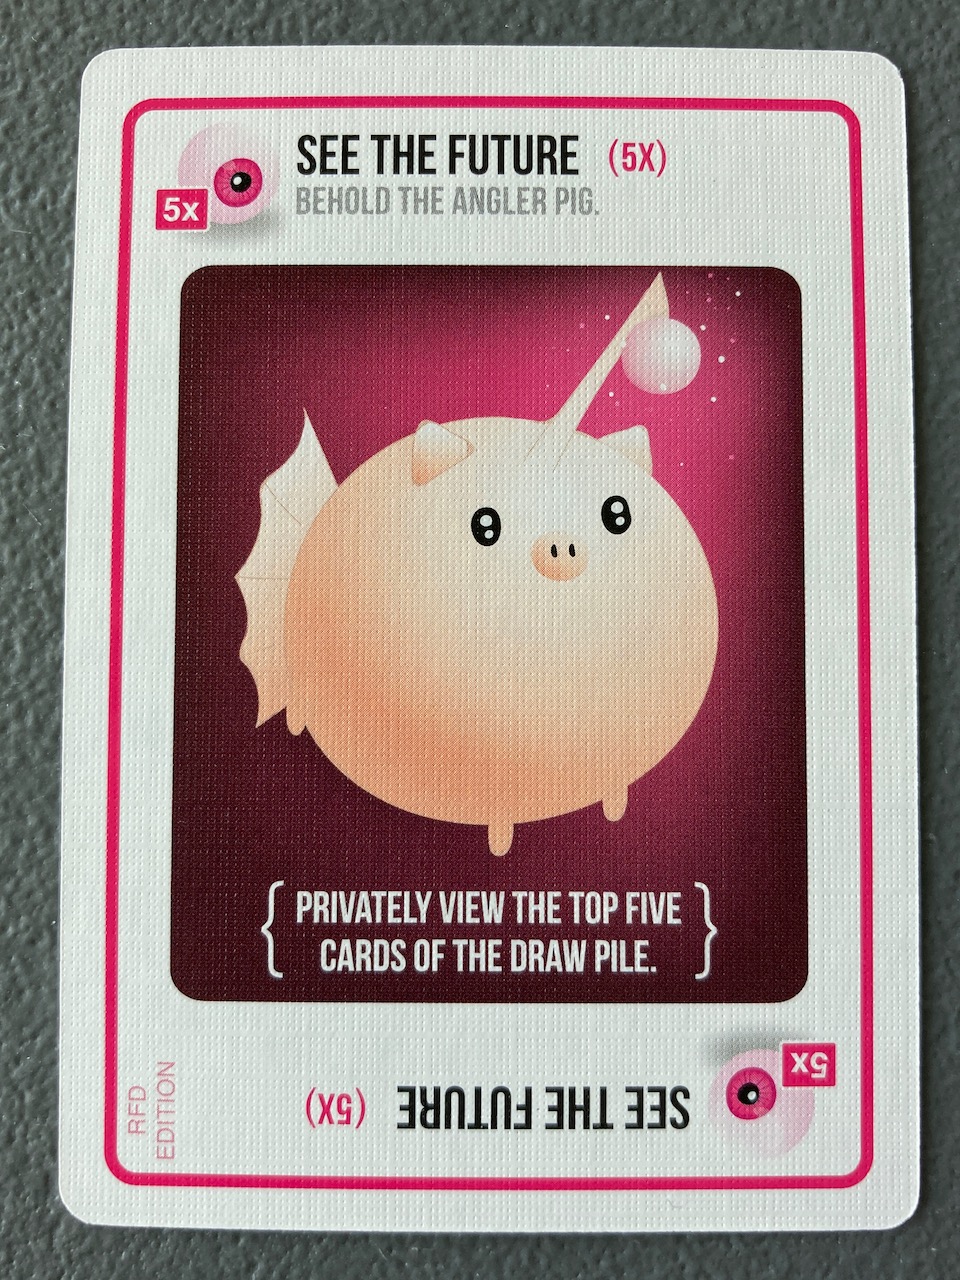 SEE THE FUTURE (5X)
5x
BEHOLD THE ANGLER PIG.
{ PRIVATELY VIEW THE TOP FIVE
CARDS OF THE DRAW PILE. }
RFD
EDITION
5x
SEE THE FUTURE (5X)